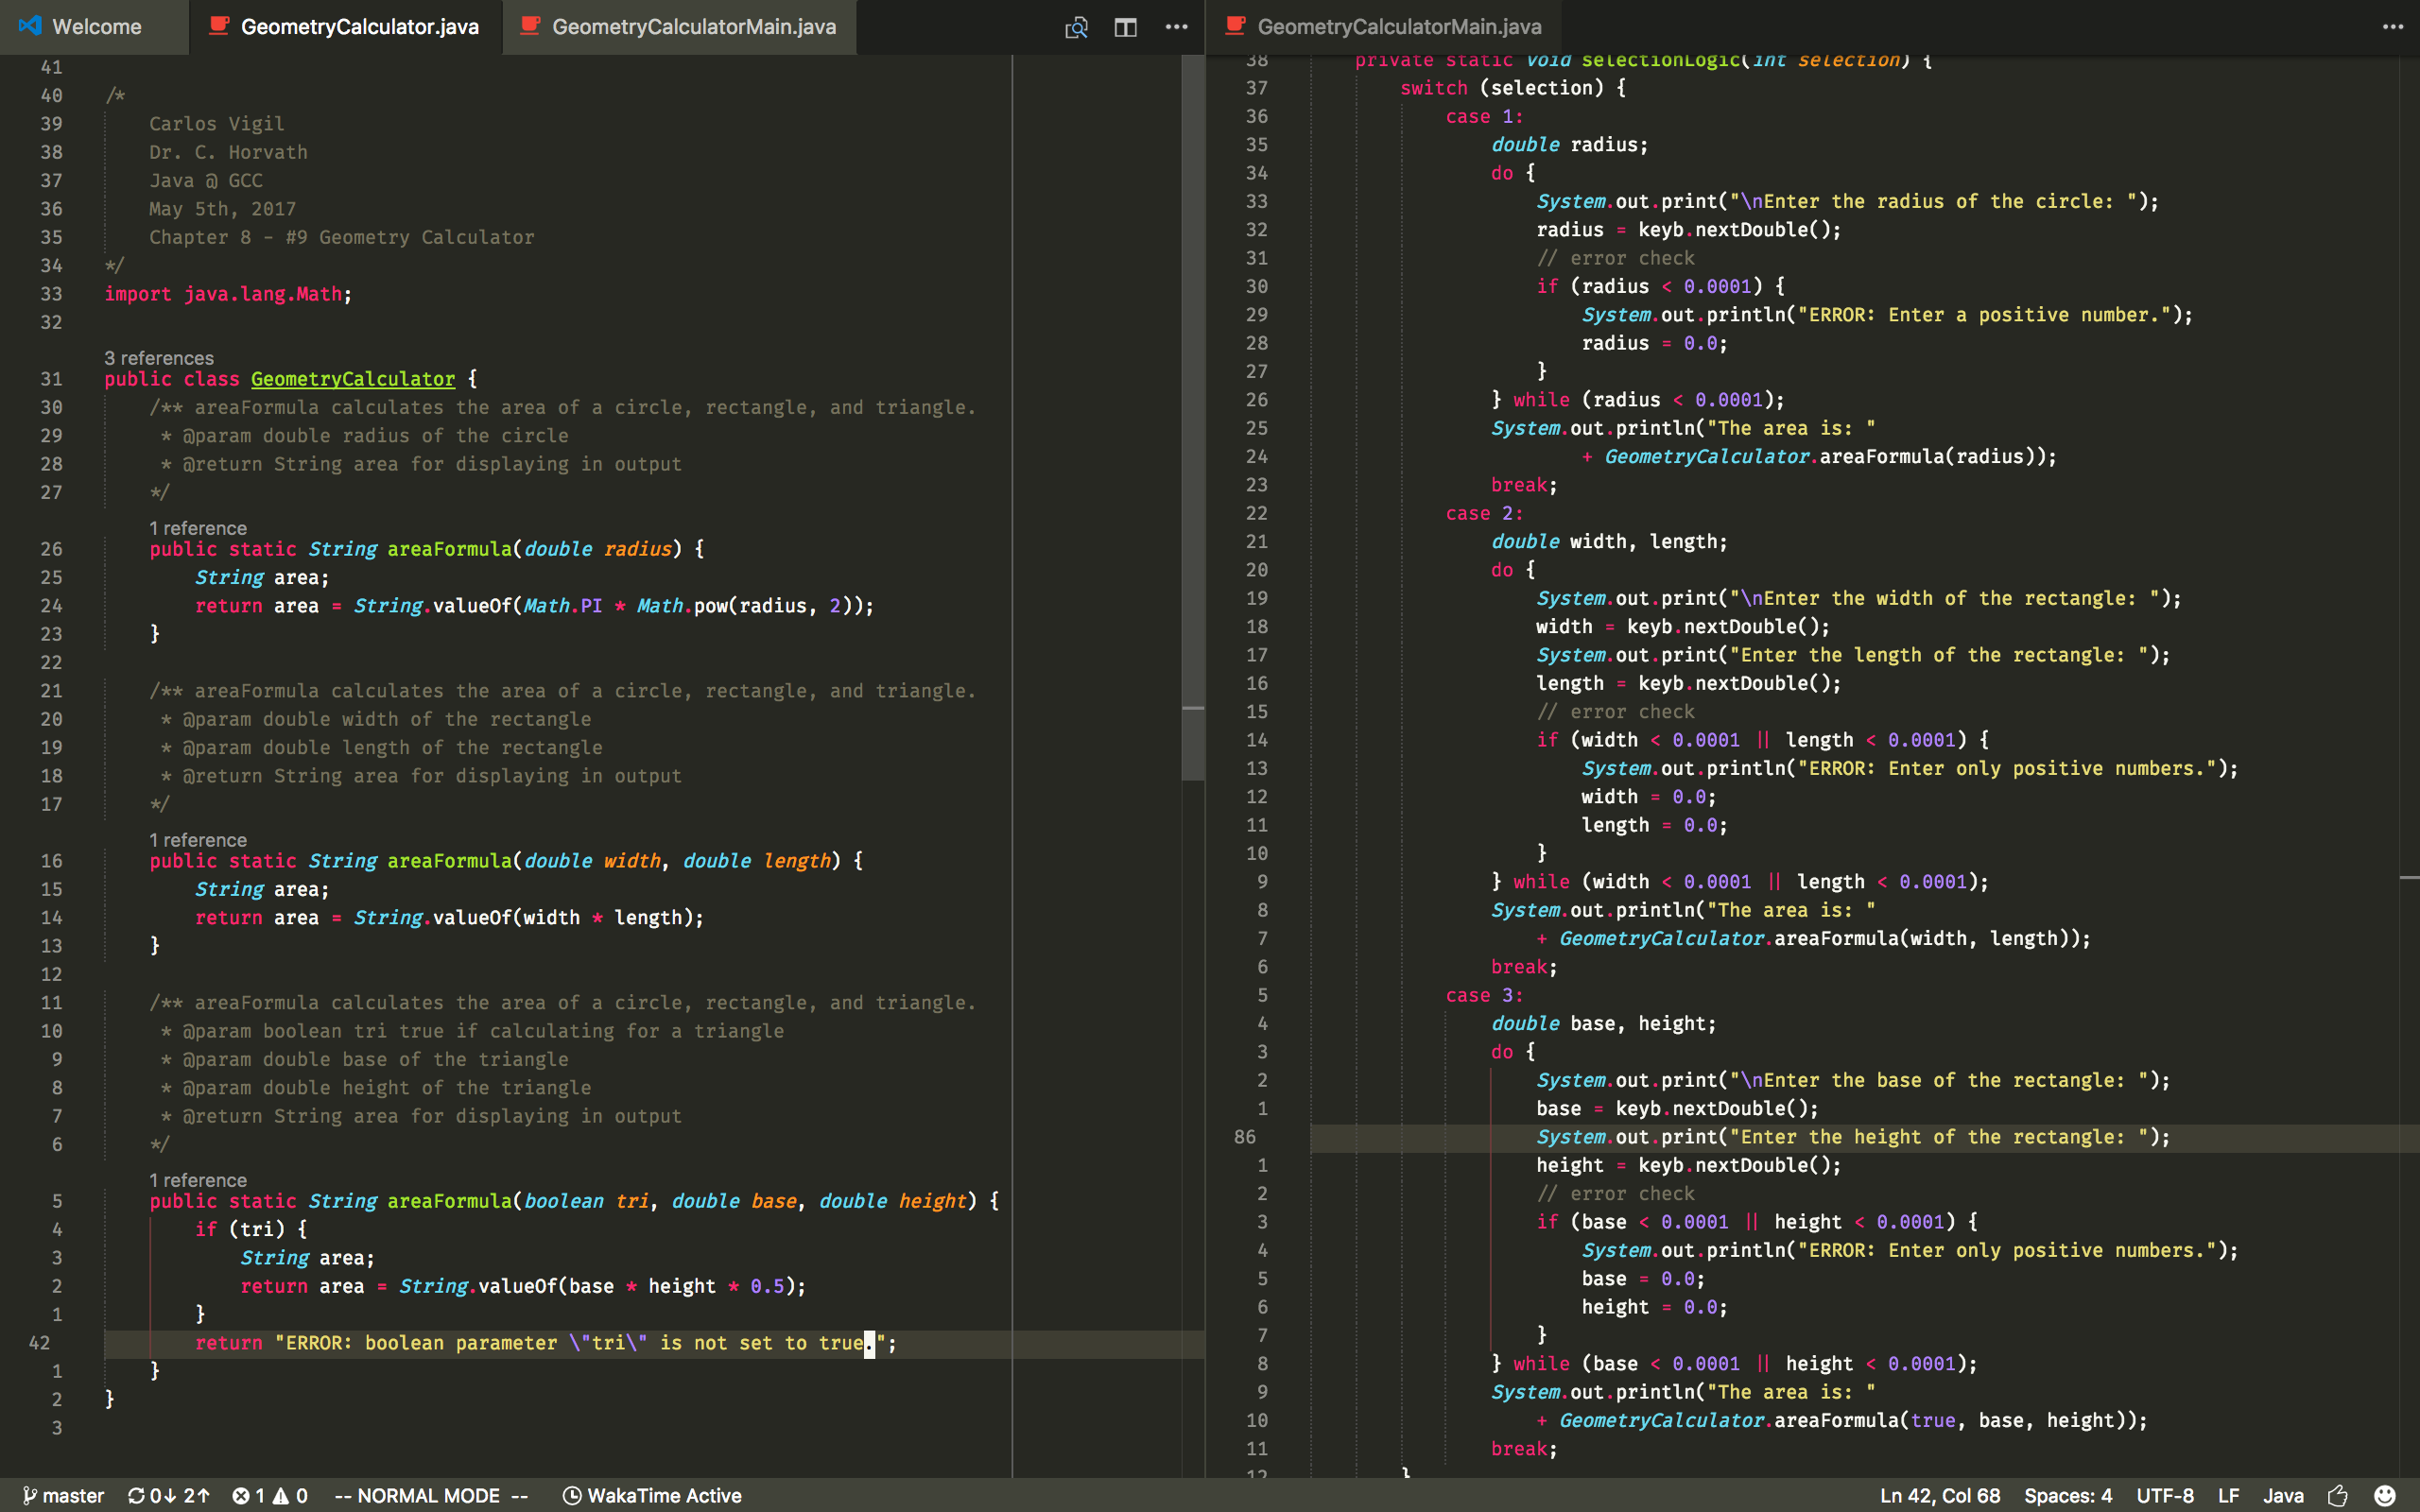 Welcome
GeometryCalculator.java
GeometryCalculatorMain.java
41
40 /*
39     Carlos Vigil
38     Dr. C. Horvath
37     Java @ GCC
36     May 5th, 2017
35     Chapter 8 - #9 Geometry Calculator
34 */
33 import java.lang.Math;
32
3 references
31 public class GeometryCalculator {
30     /** areaFormula calculates the area of a circle, rectangle, and triangle.
29      * @param double radius of the circle
28      * @return String area for displaying in output
27      */
1 reference
26     public static String areaFormula(double radius) {
25         String area;
24         return area = String.valueOf(Math.PI * Math.pow(radius, 2));
23     }
22
21     /** areaFormula calculates the area of a circle, rectangle, and triangle.
20      * @param double width of the rectangle
19      * @param double length of the rectangle
18      * @return String area for displaying in output
17      */
1 reference
16     public static String areaFormula(double width, double length) {
15         String area;
14         return area = String.valueOf(width * length);
13     }
12
11     /** areaFormula calculates the area of a circle, rectangle, and triangle.
10      * @param boolean tri true if calculating for a triangle
9      * @param double base of the triangle
8      * @param double height of the triangle
7      * @return String area for displaying in output
6      */
1 reference
5     public static String areaFormula(boolean tri, double base, double height) {
4         if (tri) {
3             String area;
2             return area = String.valueOf(base * height * 0.5);
1         }
42         return "ERROR: boolean parameter \"tri\" is not set to true.";
1     }
2 }
3
GeometryCalculatorMain.java
38     private static void selectionLogic(int selection) {
37         switch (selection) {
36             case 1:
35                 double radius;
34                 do {
33                     System.out.print("\nEnter the radius of the circle: ");
32                     radius = keyb.nextDouble();
31                     // error check
30                     if (radius < 0.0001) {
29                         System.out.println("ERROR: Enter a positive number.");
28                         radius = 0.0;
27                     }
26                 } while (radius < 0.0001);
25                 System.out.println("The area is: "
24                         + GeometryCalculator.areaFormula(radius));
23                 break;
22             case 2:
21                 double width, length;
20                 do {
19                     System.out.print("\nEnter the width of the rectangle: ");
18                     width = keyb.nextDouble();
17                     System.out.print("Enter the length of the rectangle: ");
16                     length = keyb.nextDouble();
15                     // error check
14                     if (width < 0.0001 || length < 0.0001) {
13                         System.out.println("ERROR: Enter only positive numbers.");
12                         width = 0.0;
11                         length = 0.0;
10                     }
9                 } while (width < 0.0001 || length < 0.0001);
8                 System.out.println("The area is: "
7                     + GeometryCalculator.areaFormula(width, length));
6                 break;
5             case 3:
4                 double base, height;
3                 do {
2                     System.out.print("\nEnter the base of the rectangle: ");
1                     base = keyb.nextDouble();
86                     System.out.print("Enter the height of the rectangle: ");
1                     height = keyb.nextDouble();
2                     // error check
3                     if (base < 0.0001 || height < 0.0001) {
4                         System.out.println("ERROR: Enter only positive numbers.");
5                         base = 0.0;
6                         height = 0.0;
7                     }
8                 } while (base < 0.0001 || height < 0.0001);
9                 System.out.println("The area is: "
10                     + GeometryCalculator.areaFormula(true, base, height));
11                 break;
12         }
master 0↓ 2↑ 1 0 -- NORMAL MODE -- WakaTime Active Ln 42, Col 68 Spaces: 4 UTF-8 LF Java